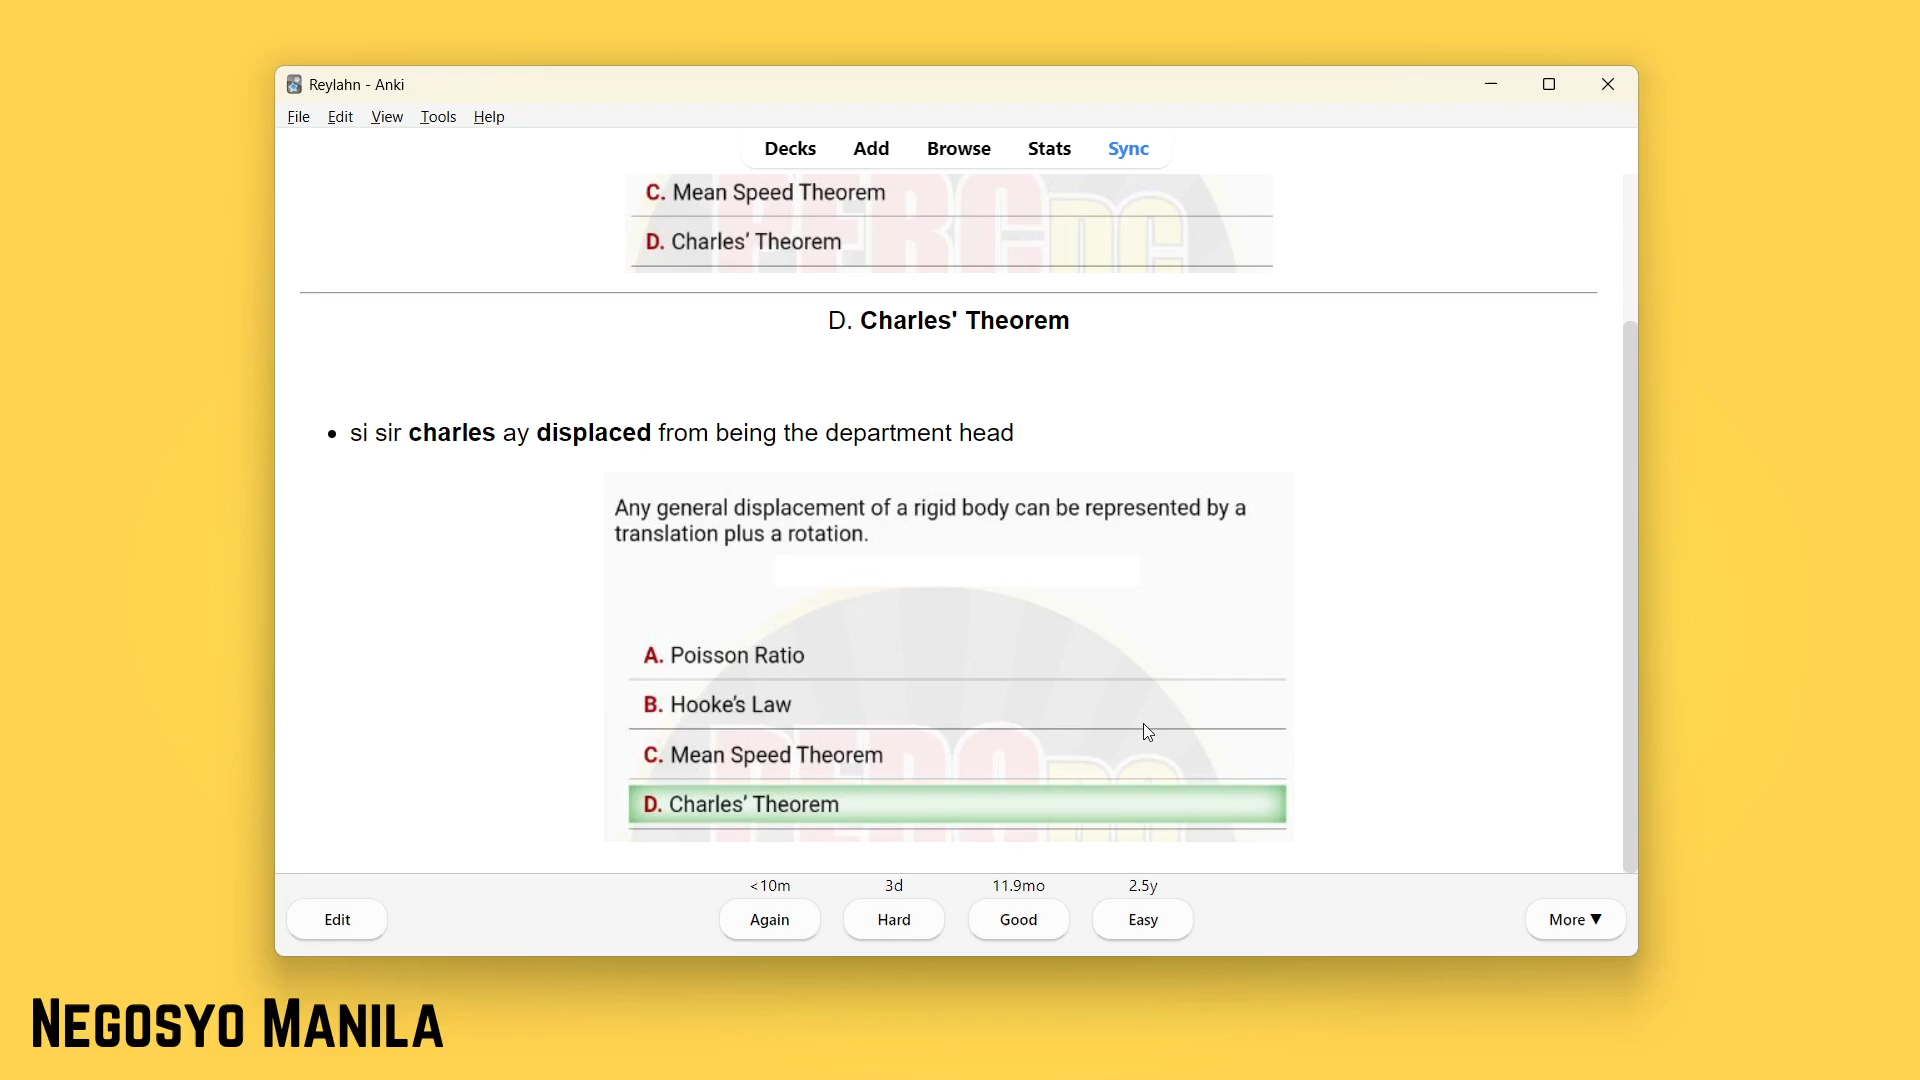 Reylahn - Anki
File Edit View Tools Help
Decks Add Browse Stats Sync
C. Mean Speed Theorem
D. Charles’ Theorem
PERCDC
D. Charles' Theorem
• si sir charles ay displaced from being the department head
Any general displacement of a rigid body can be represented by a
translation plus a rotation.
A. Poisson Ratio
B. Hooke’s Law
C. Mean Speed Theorem
D. Charles’ Theorem
<10m 3d 11.9mo 2.5y
Edit Again Hard Good Easy More ▼
NEGOSYO MANILA